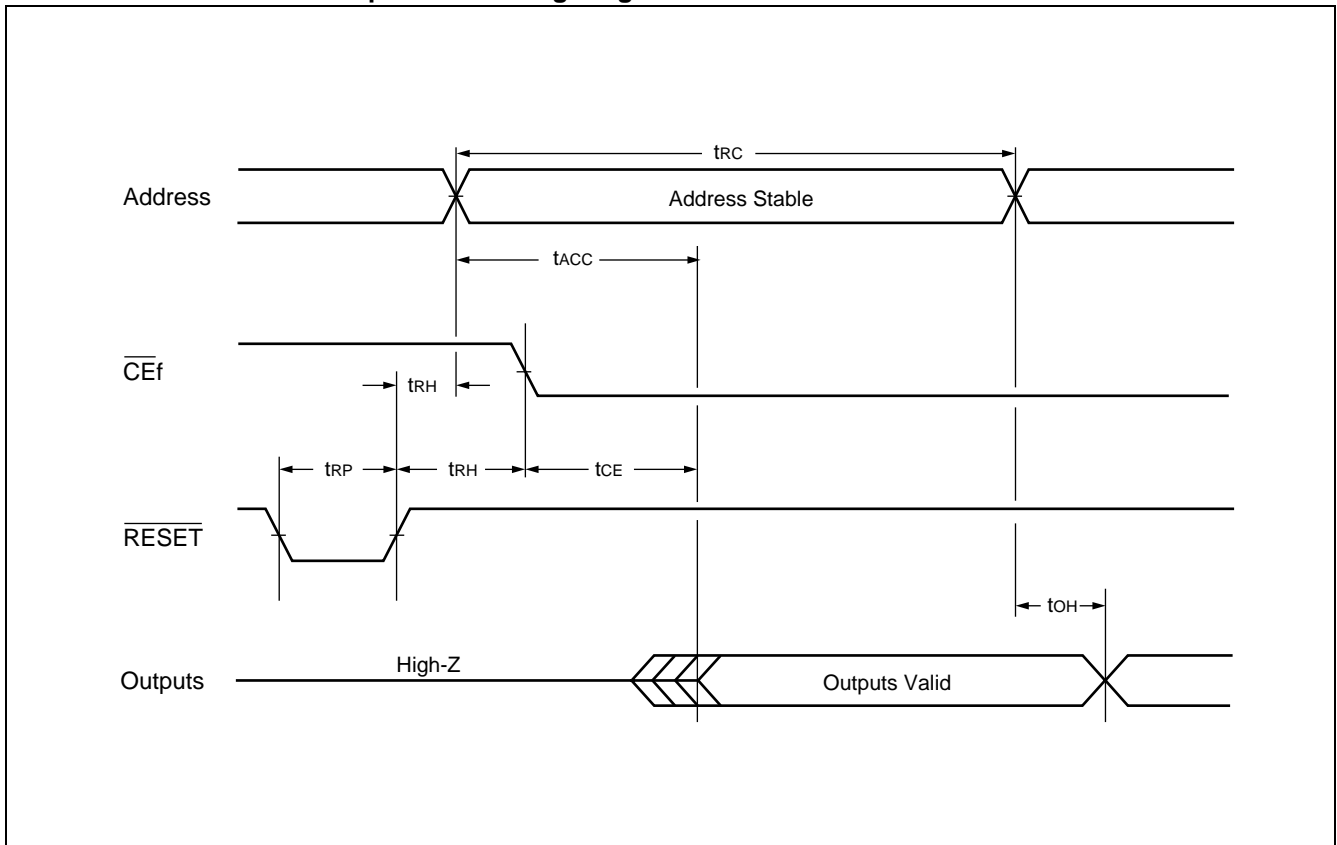 tRC
Address
Address Stable
tACC
CEf
tRH
tRP
tRH
tCE
RESET
tOH
High-Z
Outputs
Outputs Valid